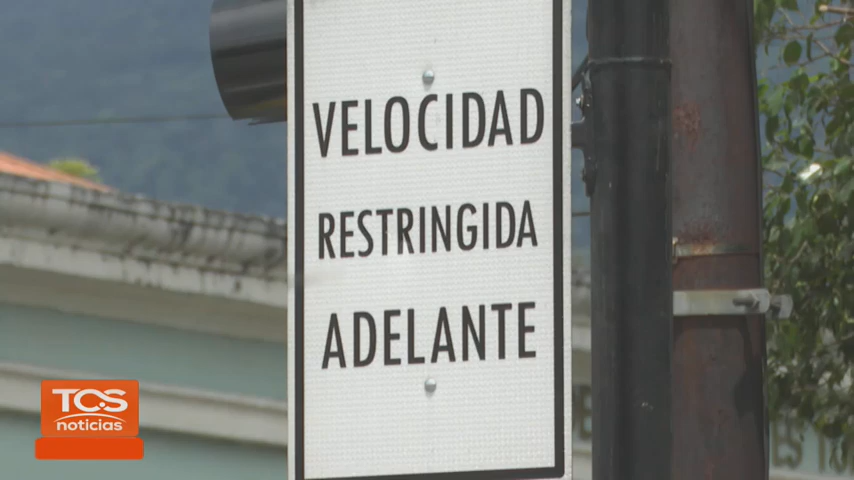 VELOCIDAD
RESTRINGIDA
ADELANTE
TCS
noticias